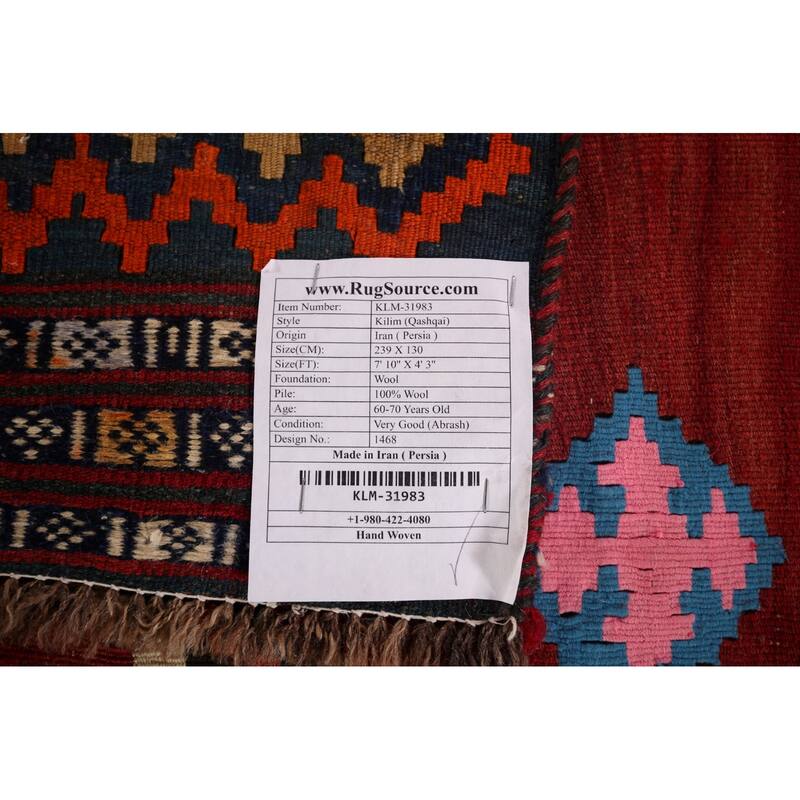 www.RugSource.com
Item Number: KLM-31983
Style Kilim (Qashqai)
Origin Iran ( Persia )
Size(CM): 239 X 130
Size(FT): 7' 10" X 4' 3"
Foundation: Wool
Pile: 100% Wool
Age: 60-70 Years Old
Condition: Very Good (Abrash)
Design No.: 1468
Made in Iran ( Persia )
KLM-31983
+1-980-422-4080
Hand Woven